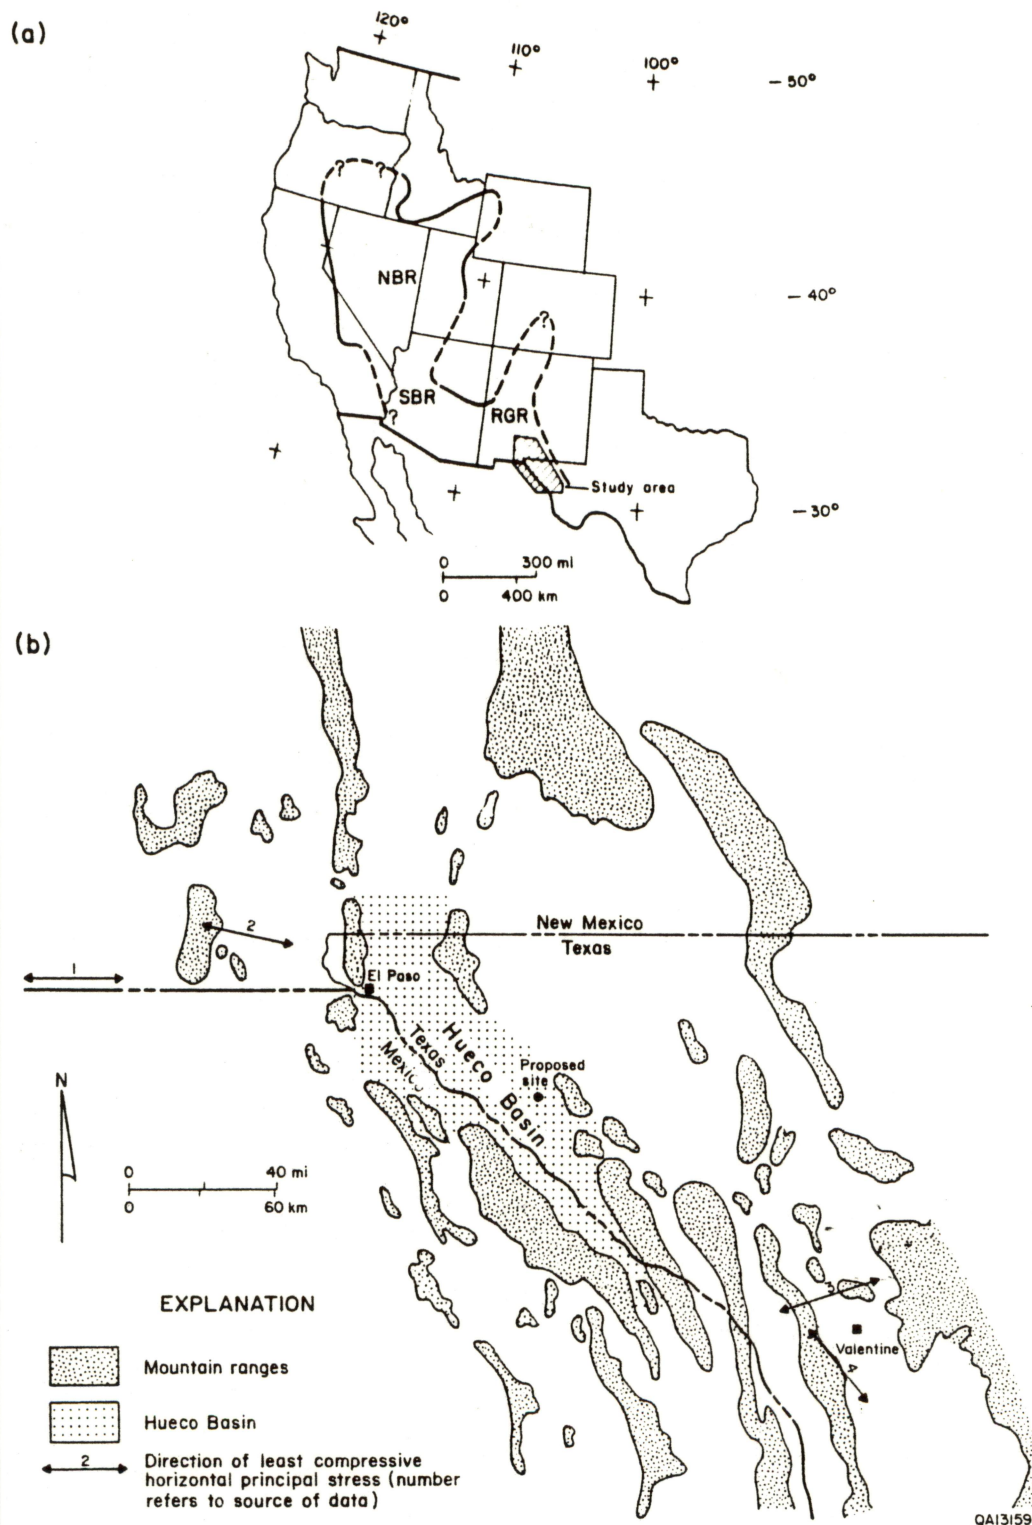 (a)
120°
110°
100°
— 50°
NBR
— 40°
SBR
RGR
?
?
?
?
Study area
— 30°
0 300 mi
0 400 km
(b)
2
New Mexico
Texas
1
El Paso
Texas
Mexico
Hueco Basin
Proposed
site
N
0 40 mi
0 60 km
3
Valentine
4
EXPLANATION
Mountain ranges
Hueco Basin
2
Direction of least compressive
horizontal principal stress (number
refers to source of data)
QA13159